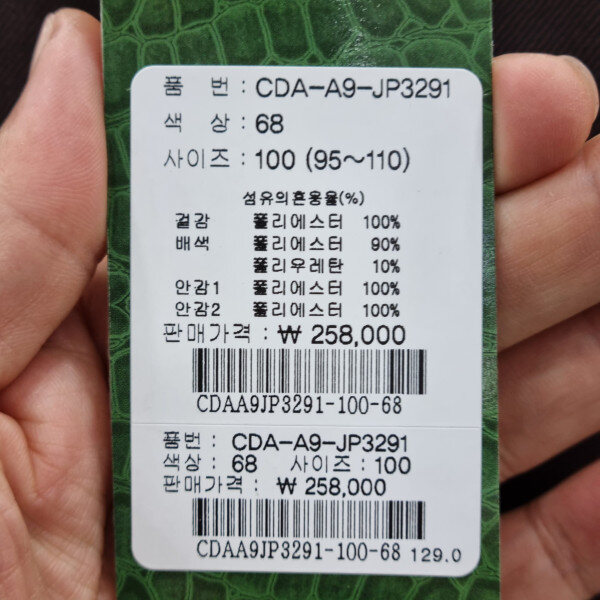 품 번 : CDA-A9-JP3291
색 상 : 68
사이즈 : 100 (95~110)
섬유의혼용율(%)
겉감 폴리에스터 100%
배색 폴리에스터 90%
폴리우레탄 10%
안감1 폴리에스터 100%
안감2 폴리에스터 100%
판매가격 : ₩ 258,000
CDAA9JP3291-100-68
품번 : CDA-A9-JP3291
색상 : 68 사이즈 : 100
판매가격 : ₩ 258,000
CDAA9JP3291-100-68 129.0